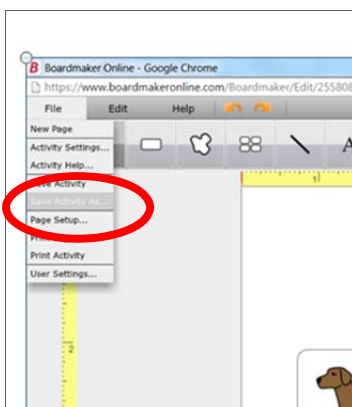 B Boardmaker Online - Google Chrome
https://www.boardmakeronline.com/Boardmaker/Edit/255808
File Edit Help
New Page
Activity Settings...
Activity Help...
Save Activity
Save Activity As...
Page Setup...
Print Activity
User Settings...
A
1
2